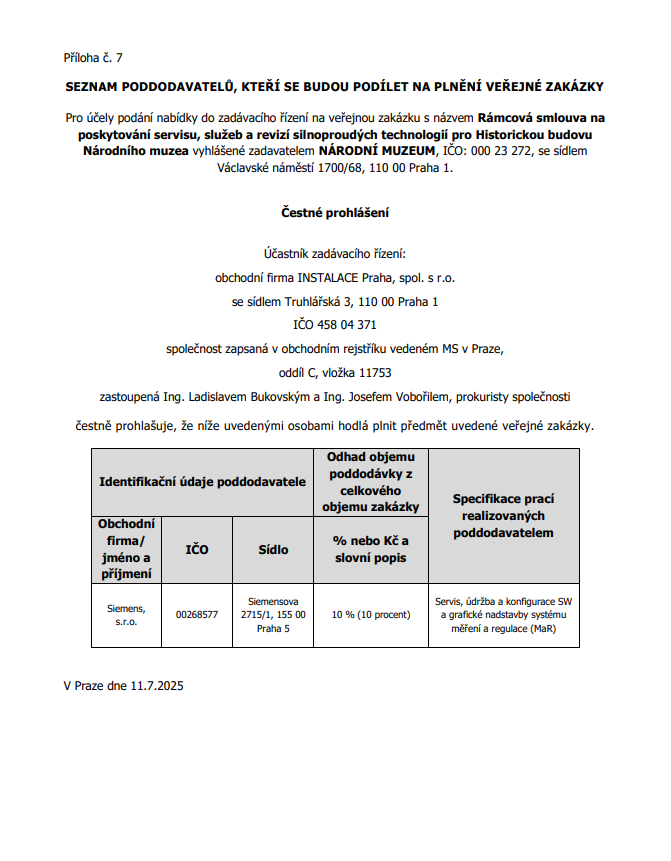 Příloha č. 7
SEZNAM PODDODAVATELŮ, KTEŘÍ SE BUDOU PODÍLET NA PLNĚNÍ VEŘEJNÉ ZAKÁZKY
Pro účely podání nabídky do zadávacího řízení na veřejnou zakázku s názvem Rámcová smlouva na
poskytování servisu, služeb a revizí silnoproudých technologií pro Historickou budovu
Národního muzea vyhlášené zadavatelem NÁRODNÍ MUZEUM, IČO: 000 23 272, se sídlem
Václavské náměstí 1700/68, 110 00 Praha 1.
Čestné prohlášení
Účastník zadávacího řízení:
obchodní firma INSTALACE Praha, spol. s r.o.
se sídlem Truhlářská 3, 110 00 Praha 1
IČO 458 04 371
společnost zapsaná v obchodním rejstříku vedeném MS v Praze,
oddíl C, vložka 11753
zastoupená Ing. Ladislavem Bukovským a Ing. Josefem Vobořilem, prokuristy společnosti
čestně prohlašuje, že níže uvedenými osobami hodlá plnit předmět uvedené veřejné zakázky.
Identifikační údaje poddodavatele
Odhad objemu
poddodávky z
celkového
objemu zakázky
Specifikace prací
realizovaných
poddodavatelem
Obchodní
firma/
jméno a
příjmení
IČO
Sídlo
% nebo Kč a
slovní popis
Siemens,
s.r.o.
00268577
Siemensova
2715/1, 155 00
Praha 5
10 % (10 procent)
Servis, údržba a konfigurace SW
a grafické nadstavby systému
měření a regulace (MaR)
V Praze dne 11.7.2025